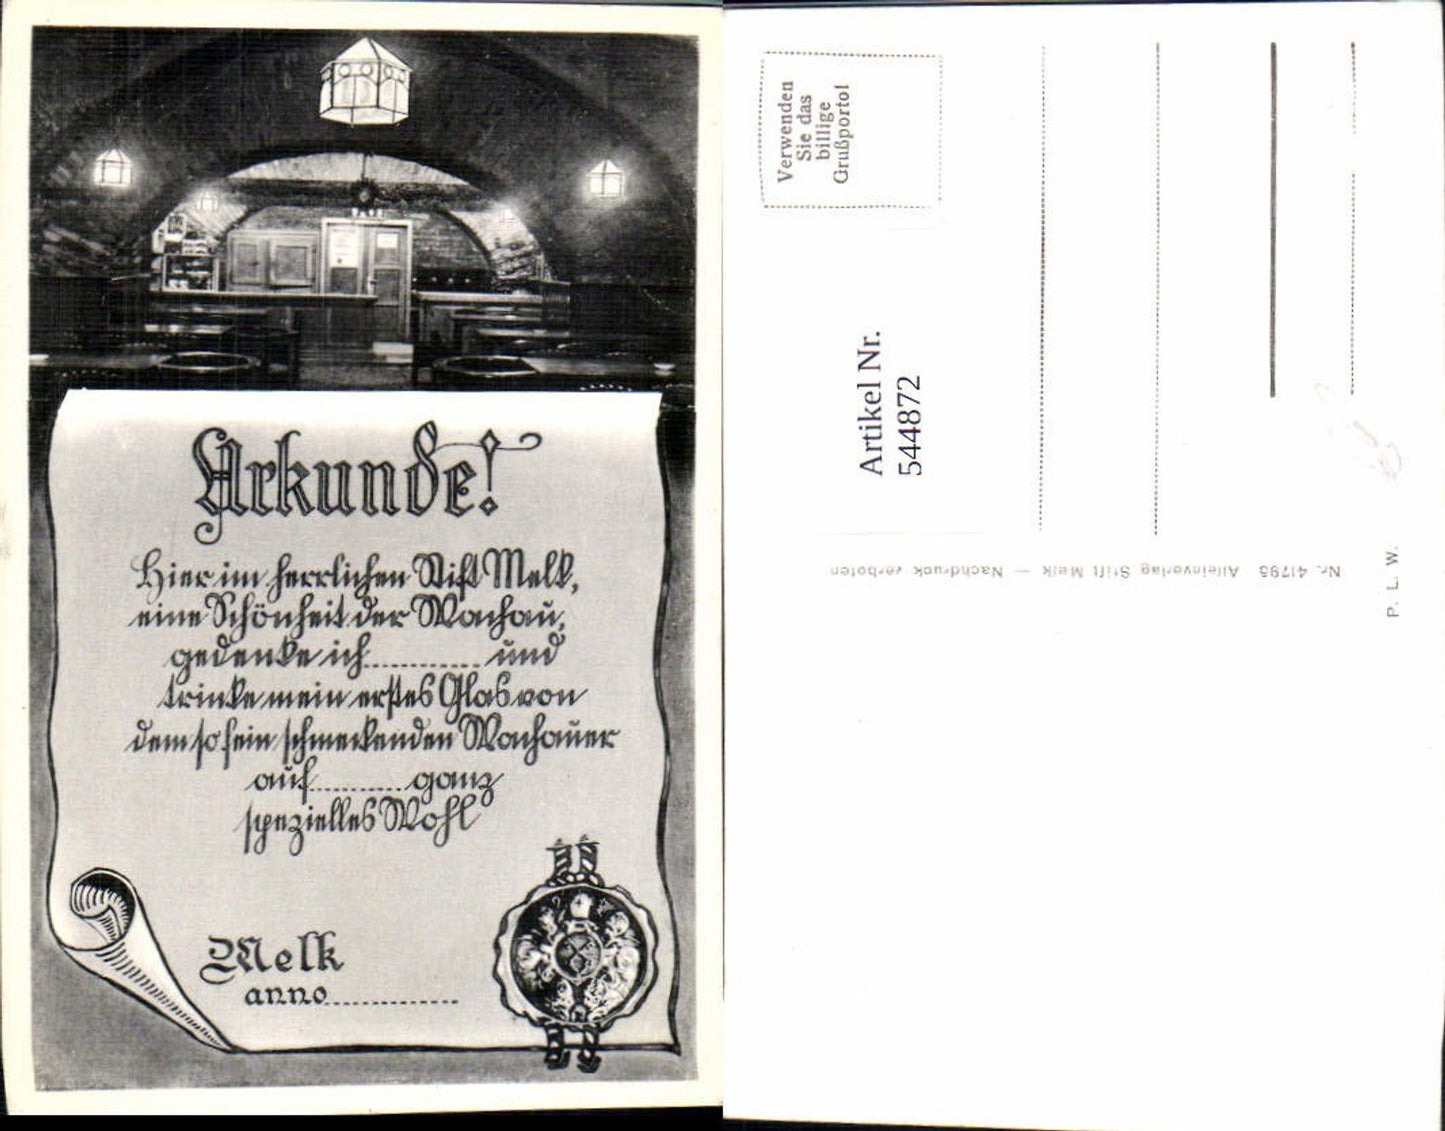 Urkunde!
Hier im herrlichen Stift Melk,
eine Schönheit der Wachau,
gedenke ich .......... und
trinke mein erstes Glas von
dem so fein schmeckenden Wachauer
auf .......... ganz
spezielles Wohl
Melk
anno ..........
Verwenden
Sie das
billige
Grußporto!
Artikel Nr.
544872
Nr. 41795 Alleinverlag Stift Melk — Nachdruck verboten
P. L. W.